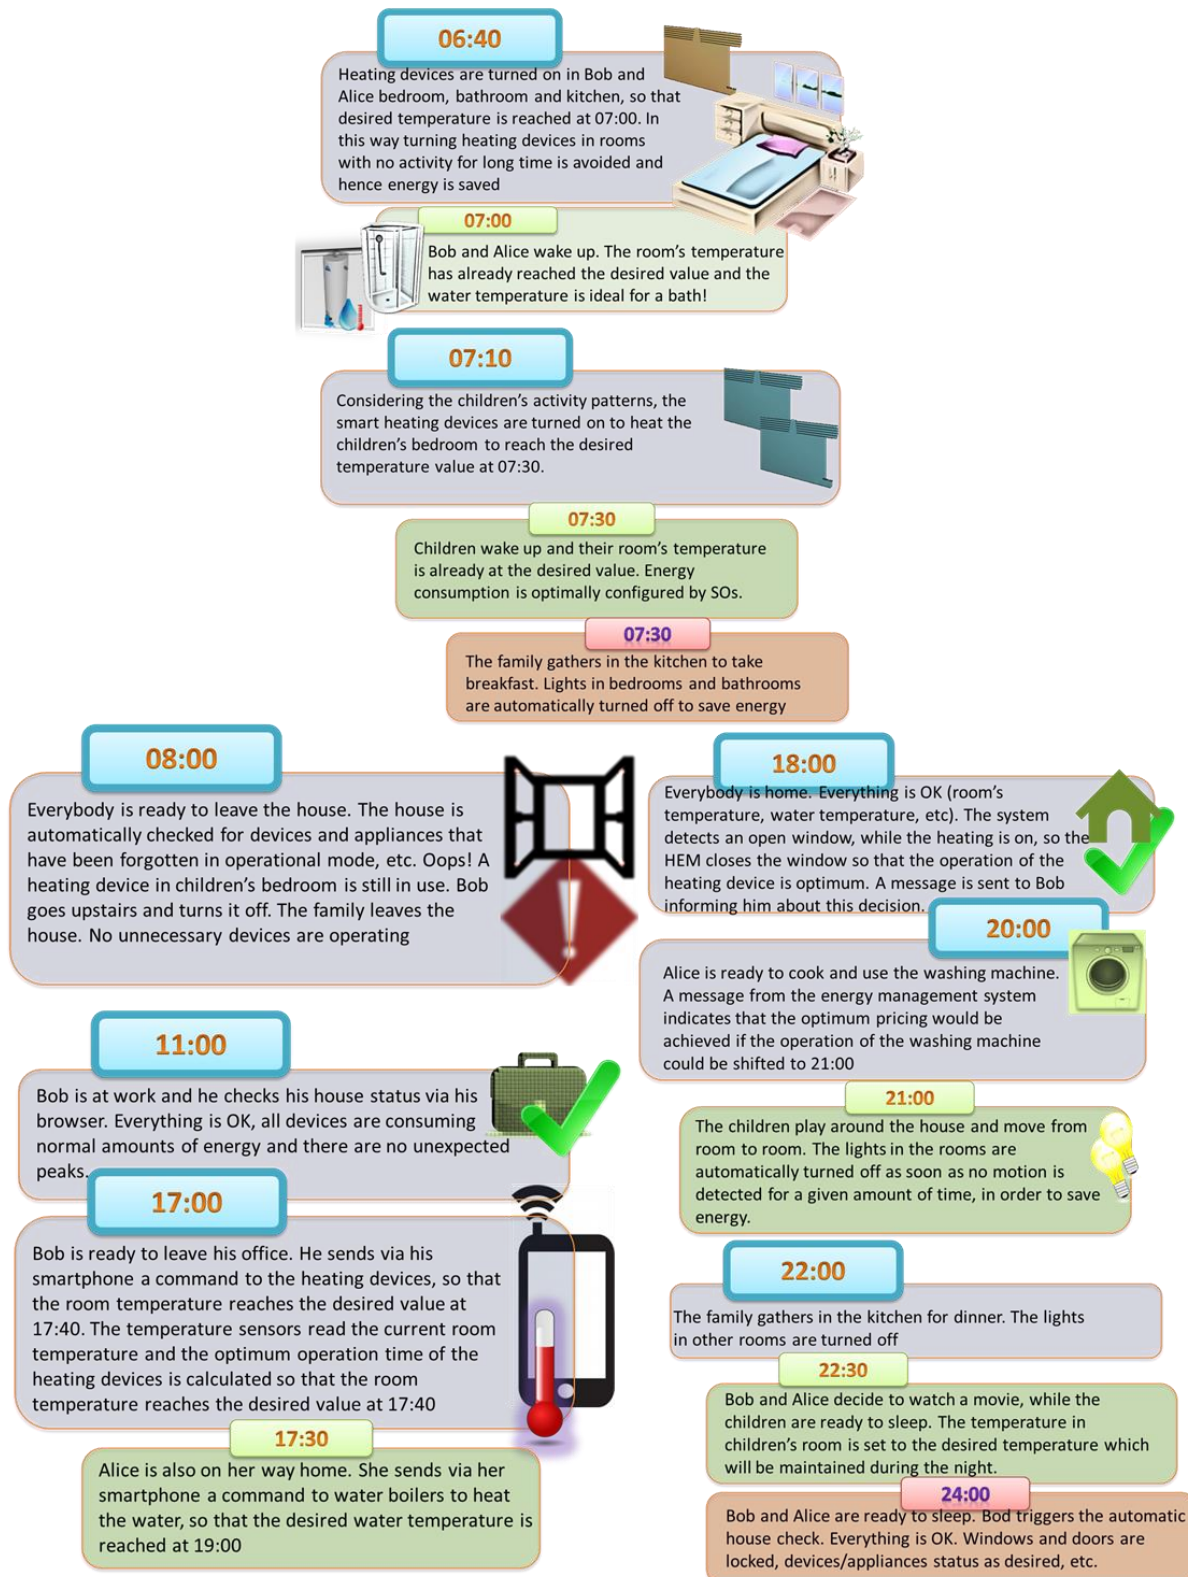 06:40
Heating devices are turned on in Bob and
Alice bedroom, bathroom and kitchen, so that
desired temperature is reached at 07:00. In
this way turning heating devices in rooms
with no activity for long time is avoided and
hence energy is saved
07:00
Bob and Alice wake up. The room's temperature
has already reached the desired value and the
water temperature is ideal for a bath!
07:10
Considering the children's activity patterns, the
smart heating devices are turned on to heat the
children's bedroom to reach the desired
temperature value at 07:30.
07:30
Children wake up and their room's temperature
is already at the desired value. Energy
consumption is optimally configured by SOs.
07:30
The family gathers in the kitchen to take
breakfast. Lights in bedrooms and bathrooms
are automatically turned off to save energy
08:00
Everybody is ready to leave the house. The house is
automatically checked for devices and appliances that
have been forgotten in operational mode, etc. Oops! A
heating device in children's bedroom is still in use. Bob
goes upstairs and turns it off. The family leaves the
house. No unnecessary devices are operating
11:00
Bob is at work and he checks his house status via his
browser. Everything is OK, all devices are consuming
normal amounts of energy and there are no unexpected
peaks.
17:00
Bob is ready to leave his office. He sends via his
smartphone a command to the heating devices, so that
the room temperature reaches the desired value at
17:40. The temperature sensors read the current room
temperature and the optimum operation time of the
heating devices is calculated so that the room
temperature reaches the desired value at 17:40
17:30
Alice is also on her way home. She sends via her
smartphone a command to water boilers to heat
the water, so that the desired water temperature is
reached at 19:00
18:00
Everybody is home. Everything is OK (room's
temperature, water temperature, etc). The system
detects an open window, while the heating is on, so the
HEM closes the window so that the operation of the
heating device is optimum. A message is sent to Bob
informing him about this decision.
20:00
Alice is ready to cook and use the washing machine.
A message from the energy management system
indicates that the optimum pricing would be
achieved if the operation of the washing machine
could be shifted to 21:00
21:00
The children play around the house and move from
room to room. The lights in the rooms are
automatically turned off as soon as no motion is
detected for a given amount of time, in order to save
energy.
22:00
The family gathers in the kitchen for dinner. The lights
in other rooms are turned off
22:30
Bob and Alice decide to watch a movie, while the
children are ready to sleep. The temperature in
children's room is set to the desired temperature which
will be maintained during the night.
24:00
Bob and Alice are ready to sleep. Bod triggers the automatic
house check. Everything is OK. Windows and doors are
locked, devices/appliances status as desired, etc.